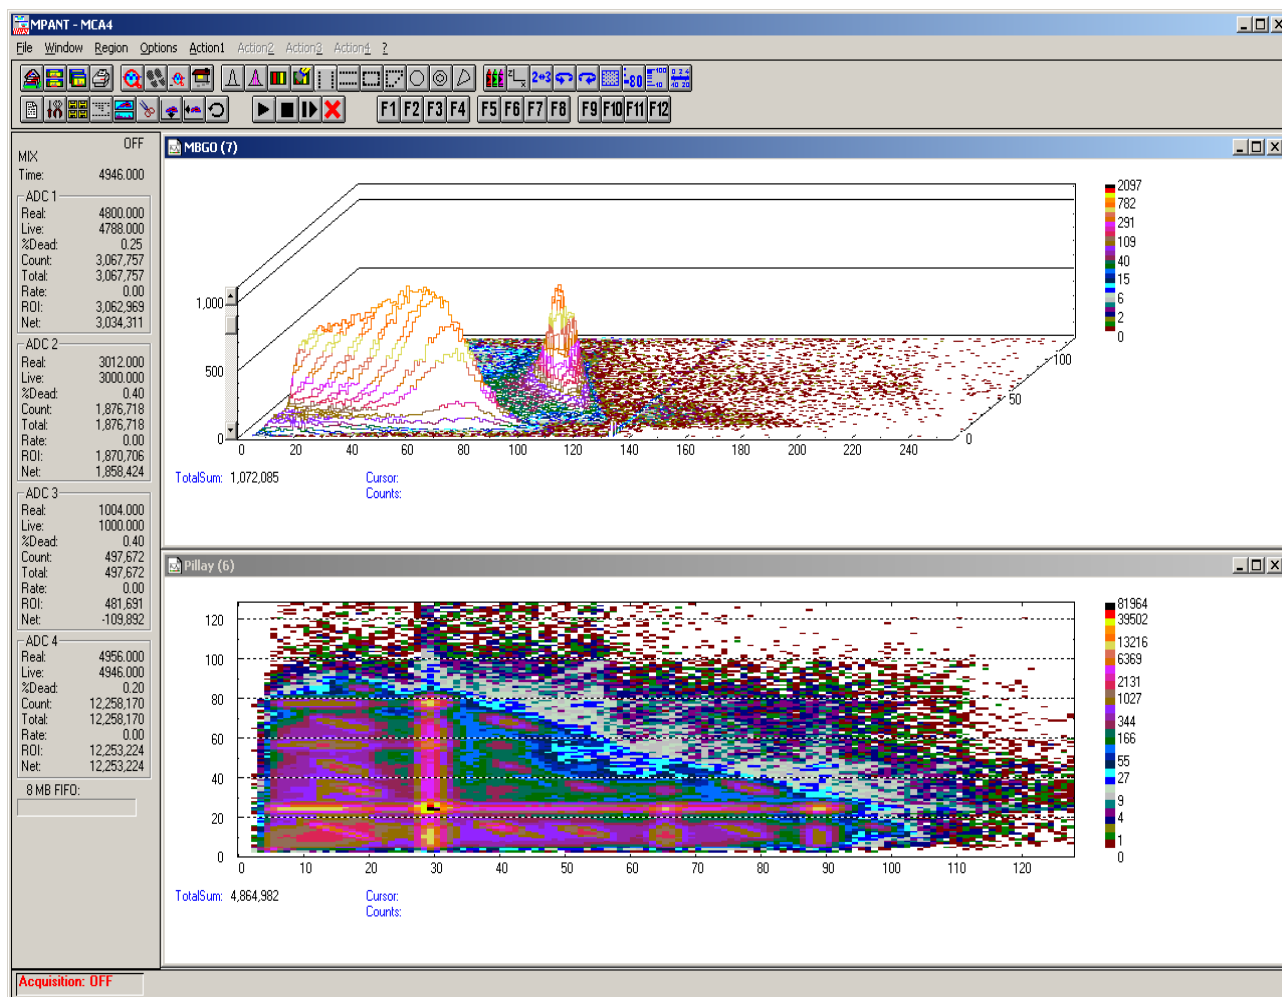 MPANT - MCA4
File Window Region Options Action1 Action2 Action3 Action4 ?
2↔3 -80 100 10 0 2 4 10 20
F1 F2 F3 F4 F5 F6 F7 F8 F9 F10 F11 F12
OFF
MIX
Time: 4946.000
ADC 1
Real: 4800.000
Live: 4788.000
%Dead: 0.25
Count: 3,067,757
Total: 3,067,757
Rate: 0.00
ROI: 3,062,969
Net: 3,034,311
ADC 2
Real: 3012.000
Live: 3000.000
%Dead: 0.40
Count: 1,876,718
Total: 1,876,718
Rate: 0.00
ROI: 1,870,706
Net: 1,858,424
ADC 3
Real: 1004.000
Live: 1000.000
%Dead: 0.40
Count: 497,672
Total: 497,672
Rate: 0.00
ROI: 481,691
Net: -109,892
ADC 4
Real: 4956.000
Live: 4946.000
%Dead: 0.20
Count: 12,258,170
Total: 12,258,170
Rate: 0.00
ROI: 12,253,224
Net: 12,253,224
8 MB FIFO:
MBGO (7)
1,000
500
0
0 20 40 60 80 100 120 140 160 180 200 220 240
0
50
100
2097
782
291
109
40
15
6
2
0
TotalSum: 1,072,085
Cursor:
Counts:
Pillay (6)
120
100
80
60
40
20
0
0 10 20 30 40 50 60 70 80 90 100 110 120
81964
39502
13216
6369
2131
1027
344
166
55
27
9
4
1
0
TotalSum: 4,864,982
Cursor:
Counts:
Acquisition: OFF